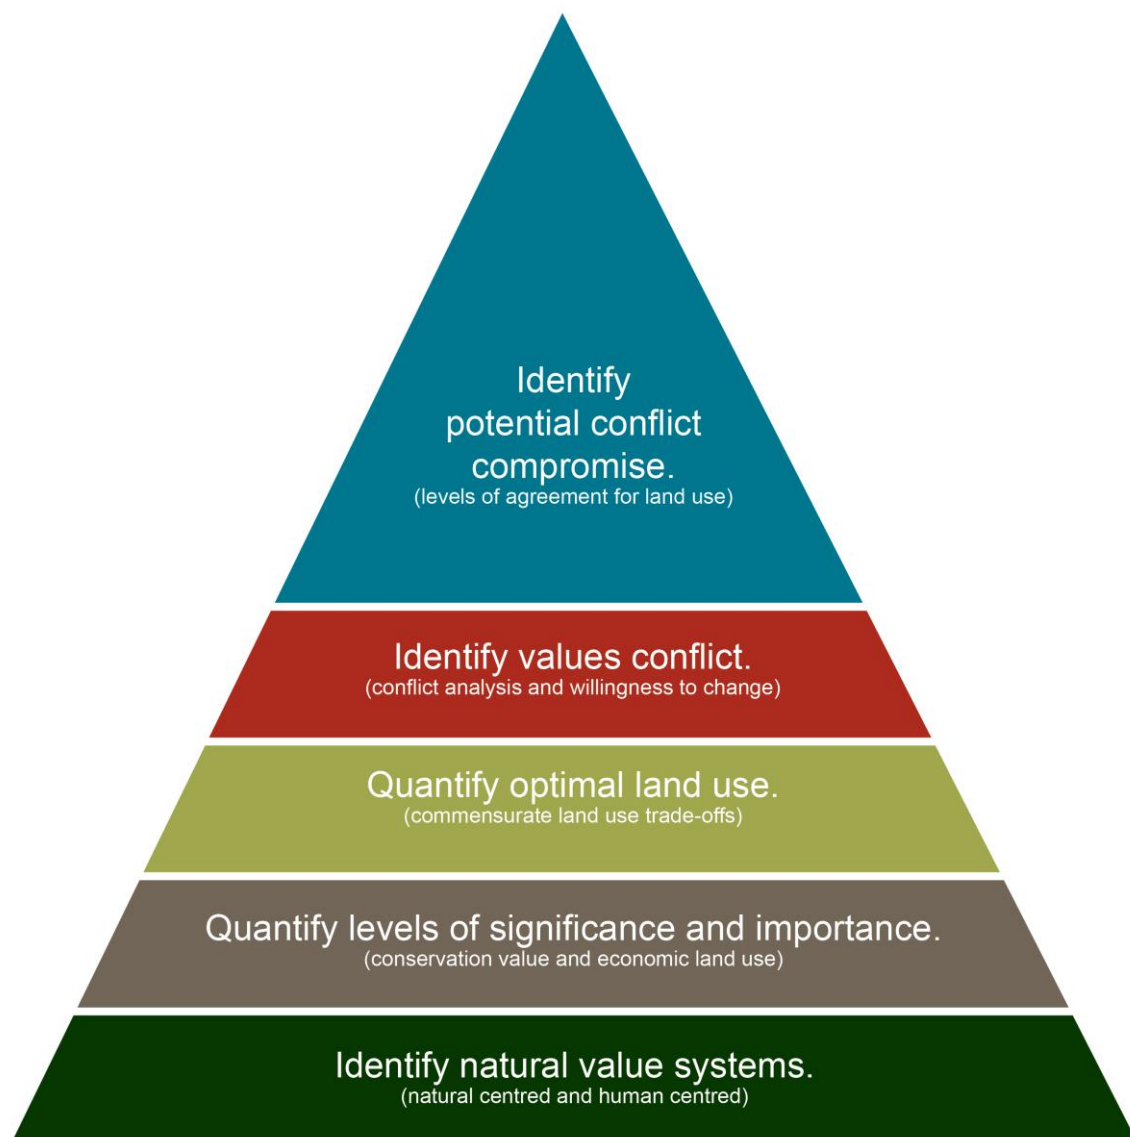 Identify
potential conflict
compromise.
(levels of agreement for land use)
Identify values conflict.
(conflict analysis and willingness to change)
Quantify optimal land use.
(commensurate land use trade-offs)
Quantify levels of significance and importance.
(conservation value and economic land use)
Identify natural value systems.
(natural centred and human centred)